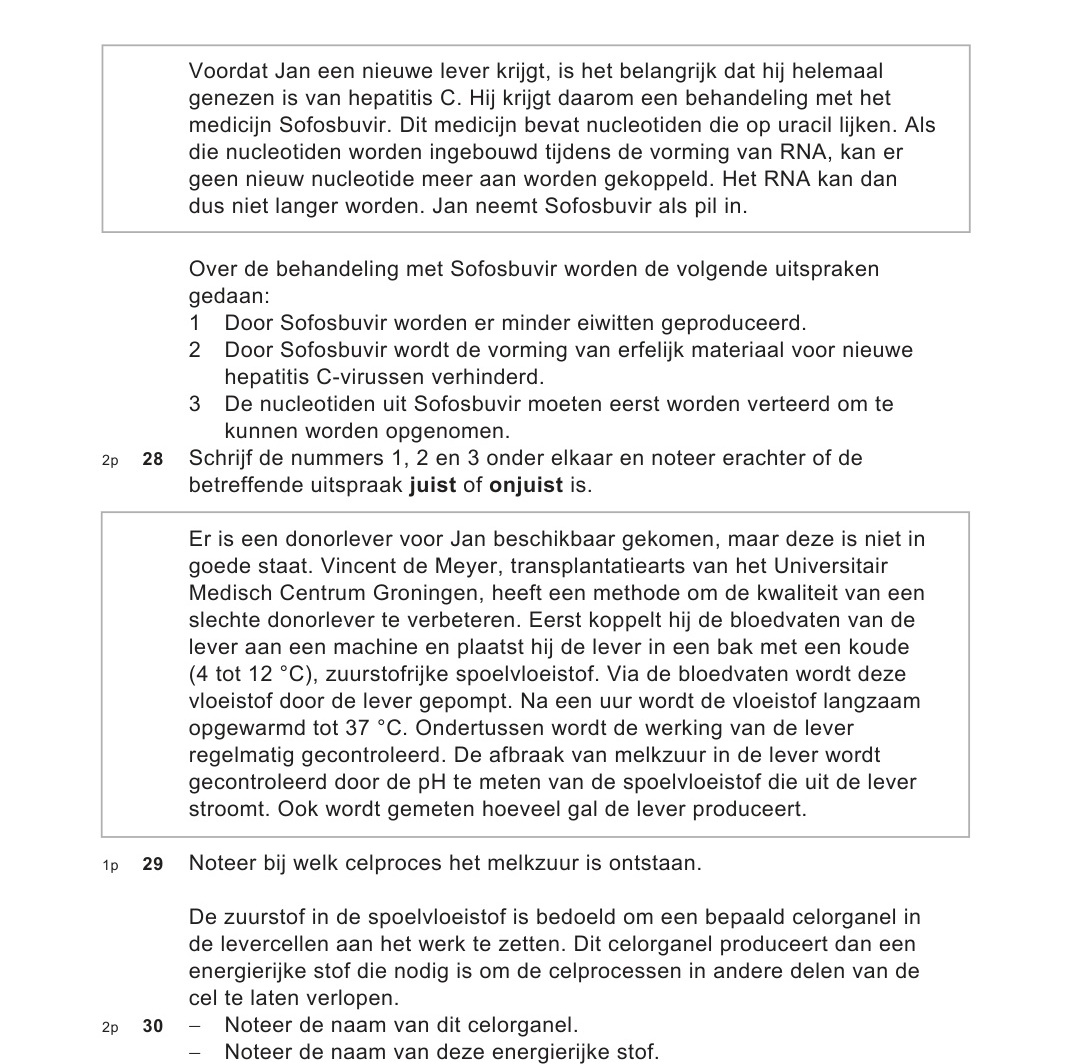 Voordat Jan een nieuwe lever krijgt, is het belangrijk dat hij helemaal
genezen is van hepatitis C. Hij krijgt daarom een behandeling met het
medicijn Sofosbuvir. Dit medicijn bevat nucleotiden die op uracil lijken. Als
die nucleotiden worden ingebouwd tijdens de vorming van RNA, kan er
geen nieuw nucleotide meer aan worden gekoppeld. Het RNA kan dan
dus niet langer worden. Jan neemt Sofosbuvir als pil in.
Over de behandeling met Sofosbuvir worden de volgende uitspraken
gedaan:
1 Door Sofosbuvir worden er minder eiwitten geproduceerd.
2 Door Sofosbuvir wordt de vorming van erfelijk materiaal voor nieuwe
hepatitis C-virussen verhinderd.
3 De nucleotiden uit Sofosbuvir moeten eerst worden verteerd om te
kunnen worden opgenomen.
2p 28 Schrijf de nummers 1, 2 en 3 onder elkaar en noteer erachter of de
betreffende uitspraak juist of onjuist is.
Er is een donorlever voor Jan beschikbaar gekomen, maar deze is niet in
goede staat. Vincent de Meyer, transplantatiearts van het Universitair
Medisch Centrum Groningen, heeft een methode om de kwaliteit van een
slechte donorlever te verbeteren. Eerst koppelt hij de bloedvaten van de
lever aan een machine en plaatst hij de lever in een bak met een koude
(4 tot 12 °C), zuurstofrijke spoelvloeistof. Via de bloedvaten wordt deze
vloeistof door de lever gepompt. Na een uur wordt de vloeistof langzaam
opgewarmd tot 37 °C. Ondertussen wordt de werking van de lever
regelmatig gecontroleerd. De afbraak van melkzuur in de lever wordt
gecontroleerd door de pH te meten van de spoelvloeistof die uit de lever
stroomt. Ook wordt gemeten hoeveel gal de lever produceert.
1p 29 Noteer bij welk celproces het melkzuur is ontstaan.
De zuurstof in de spoelvloeistof is bedoeld om een bepaald celorganel in
de levercellen aan het werk te zetten. Dit celorganel produceert dan een
energierijke stof die nodig is om de celprocessen in andere delen van de
cel te laten verlopen.
2p 30 – Noteer de naam van dit celorganel.
– Noteer de naam van deze energierijke stof.